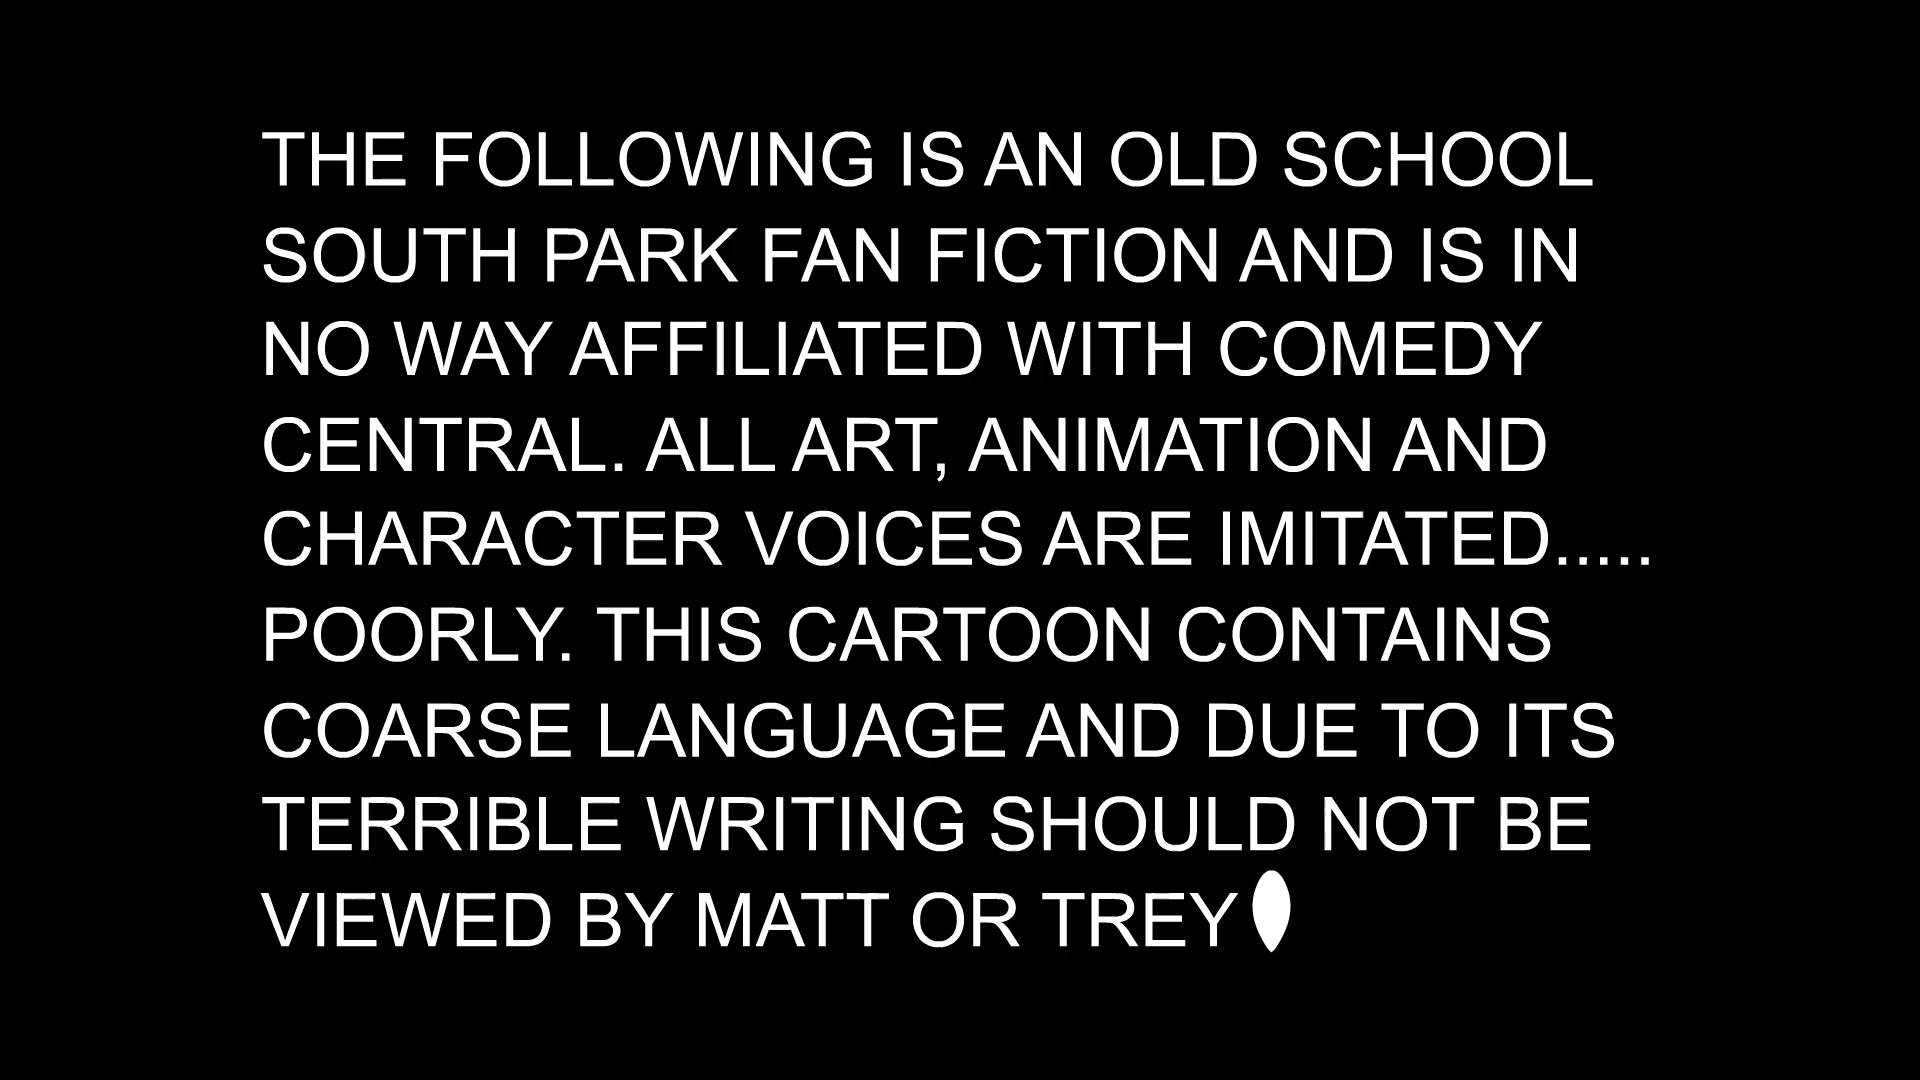 THE FOLLOWING IS AN OLD SCHOOL
SOUTH PARK FAN FICTION AND IS IN
NO WAY AFFILIATED WITH COMEDY
CENTRAL. ALL ART, ANIMATION AND
CHARACTER VOICES ARE IMITATED.....
POORLY. THIS CARTOON CONTAINS
COARSE LANGUAGE AND DUE TO ITS
TERRIBLE WRITING SHOULD NOT BE
VIEWED BY MATT OR TREY